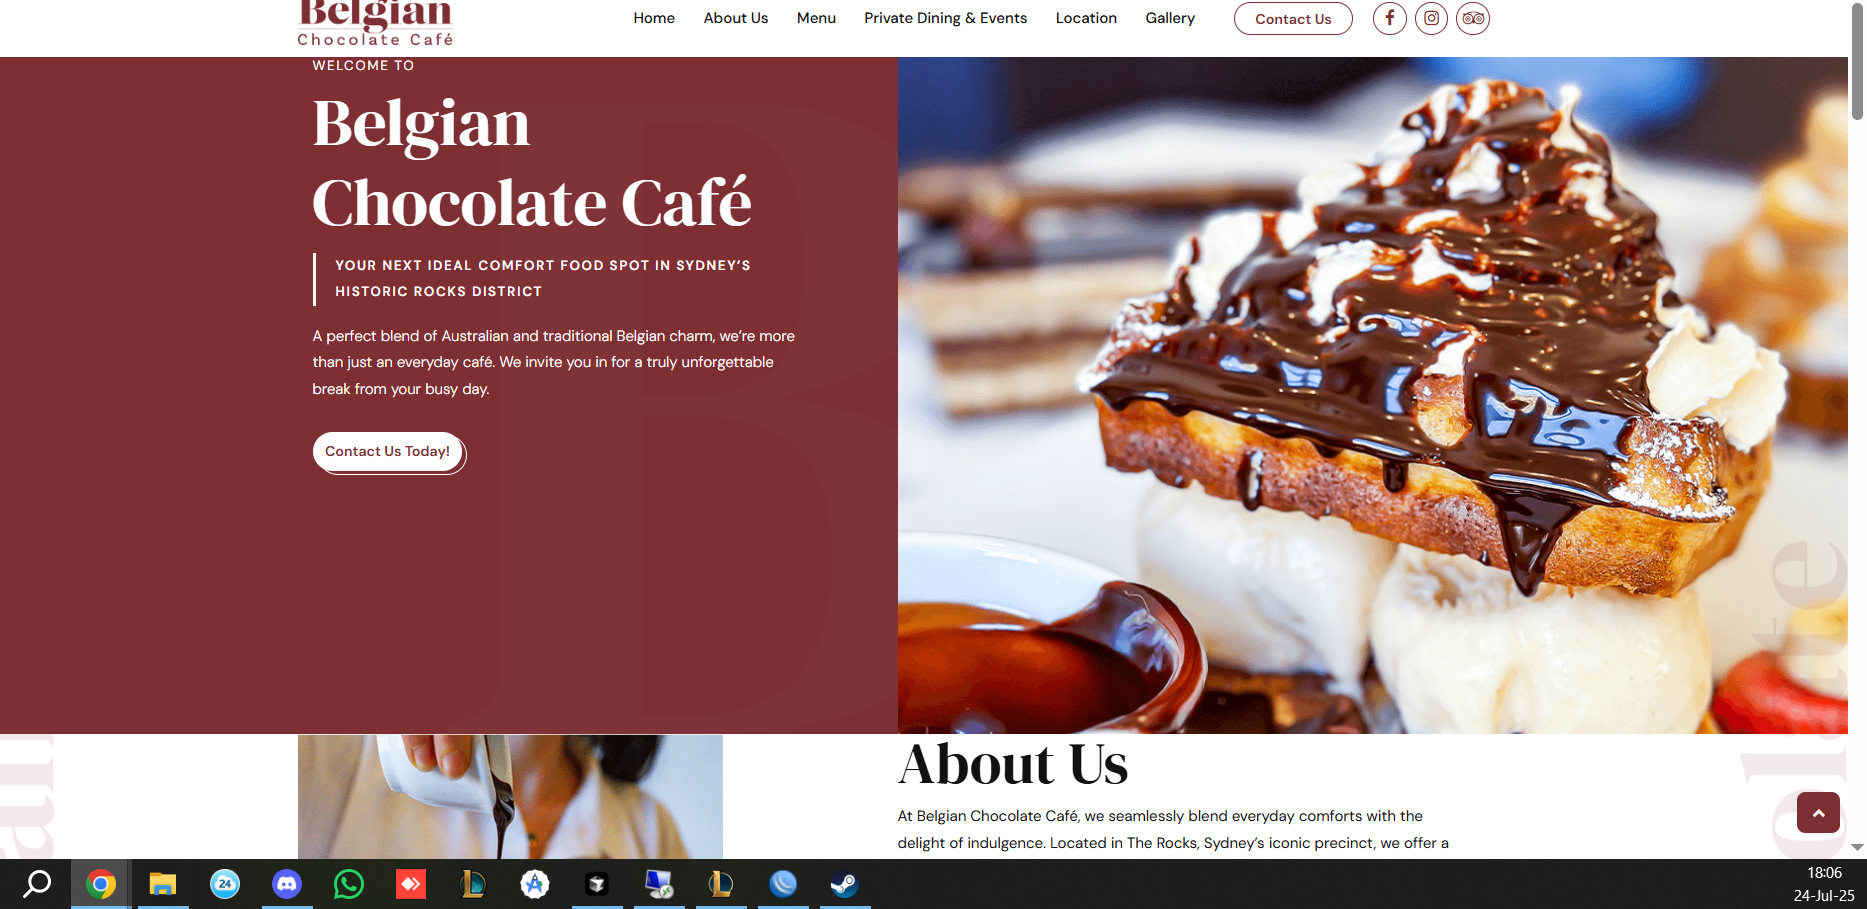 Belgian
Chocolate Café
Home About Us Menu Private Dining & Events Location Gallery Contact Us
WELCOME TO
Belgian
Chocolate Café
YOUR NEXT IDEAL COMFORT FOOD SPOT IN SYDNEY'S
HISTORIC ROCKS DISTRICT
A perfect blend of Australian and traditional Belgian charm, we're more
than just an everyday café. We invite you in for a truly unforgettable
break from your busy day.
Contact Us Today!
About Us
At Belgian Chocolate Café, we seamlessly blend everyday comforts with the
delight of indulgence. Located in The Rocks, Sydney's iconic precinct, we offer a
24
18:06
24-Jul-25